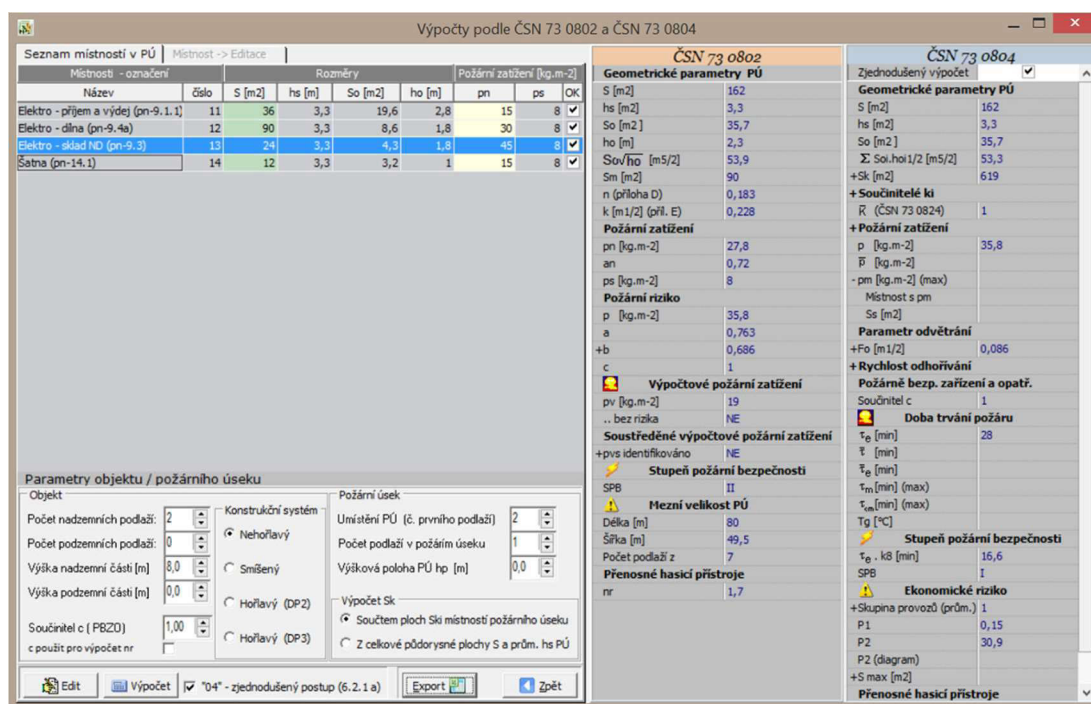 Výpočty podle ČSN 73 0802 a ČSN 73 0804
Seznam místností v PÚ Místnost -> Editace
Místnosti - označení Rozměry Požární zatížení [kg.m-2]
Název číslo S [m2] hs [m] So [m2] ho [m] pn ps OK
Elektro - příjem a výdej (pn-9.1.1) 11 36 3,3 19,6 2,8 15 8
Elektro - dílna (pn-9.4a) 12 90 3,3 8,6 1,8 30 8
Elektro - sklad ND (pn-9.3) 13 24 3,3 4,3 1,8 45 8
Šatna (pn-14.1) 14 12 3,3 3,2 1 15 8
Parametry objektu / požárního úseku
Objekt
Počet nadzemních podlaží: 2
Počet podzemních podlaží: 0
Výška nadzemní části [m] 8,0
Výška podzemní části [m] 0,0
Součinitel c ( PBZO) 1,00
c použit pro výpočet nr
Konstrukční systém
Nehořlavý
Smíšený
Hořlavý (DP2)
Hořlavý (DP3)
Požární úsek
Umístění PÚ (č. prvního podlaží) 2
Počet podlaží v požárím úseku 1
Výšková poloha PÚ hp [m] 0,0
Výpočet Sk
Součtem ploch Ski místností požárního úseku
Z celkové půdorysné plochy S a prům. hs PÚ
Edit Výpočet "04" - zjednodušený postup (6.2.1 a) Export Zpět
ČSN 73 0802
Geometrické parametry PÚ
S [m2] 162
hs [m] 3,3
So [m2 ] 35,7
ho [m] 2,3
So√ho [m5/2] 53,9
Sm [m2] 90
n (příloha D) 0,183
k [m1/2] (příl. E) 0,228
Požární zatížení
pn [kg.m-2] 27,8
an 0,72
ps [kg.m-2] 8
Požární riziko
p [kg.m-2] 35,8
a 0,763
+b 0,686
c 1
Výpočtové požární zatížení
pv [kg.m-2] 19
.. bez rizika NE
Soustředěné výpočtové požární zatížení
+pvs identifikováno NE
Stupeň požární bezpečnosti
SPB II
Mezní velikost PÚ
Délka [m] 80
Šířka [m] 49,5
Počet podlaží z 7
Přenosné hasicí přístroje
nr 1,7
ČSN 73 0804
Zjednodušený výpočet
Geometrické parametry PÚ
S [m2] 162
hs [m] 3,3
So [m2 ] 35,7
Σ Soi.hoi1/2 [m5/2] 53,3
+Sk [m2] 619
+Součinitelé ki
k̅ (ČSN 73 0824) 1
+Požární zatížení
p [kg.m-2] 35,8
p̅ [kg.m-2]
- pm [kg.m-2] (max)
Místnost s pm
Ss [m2]
Parametr odvětrání
+Fo [m1/2] 0,086
+Rychlost odhořívání
Požárně bezp. zařízení a opatř.
Součinitel c 1
Doba trvání požáru
τe [min] 28
τ̅ [min]
τ̅e [min]
τm [min] (max)
[min] (max)
Tg [°C]
Stupeň požární bezpečnosti
τe . k8 [min] 16,6
SPB I
Ekonomické riziko
+Skupina provozů (prům.) 1
P1 0,15
P2 30,9
P2 (diagram)
+S max [m2]
Přenosné hasicí přístroje